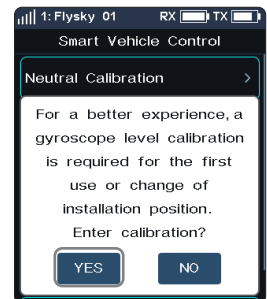 1: Flysky 01 RX TX
Smart Vehicle Control
Neutral Calibration >
For a better experience, a
gyroscope level calibration
is required for the first
use or change of
installation position.
Enter calibration?
YES NO